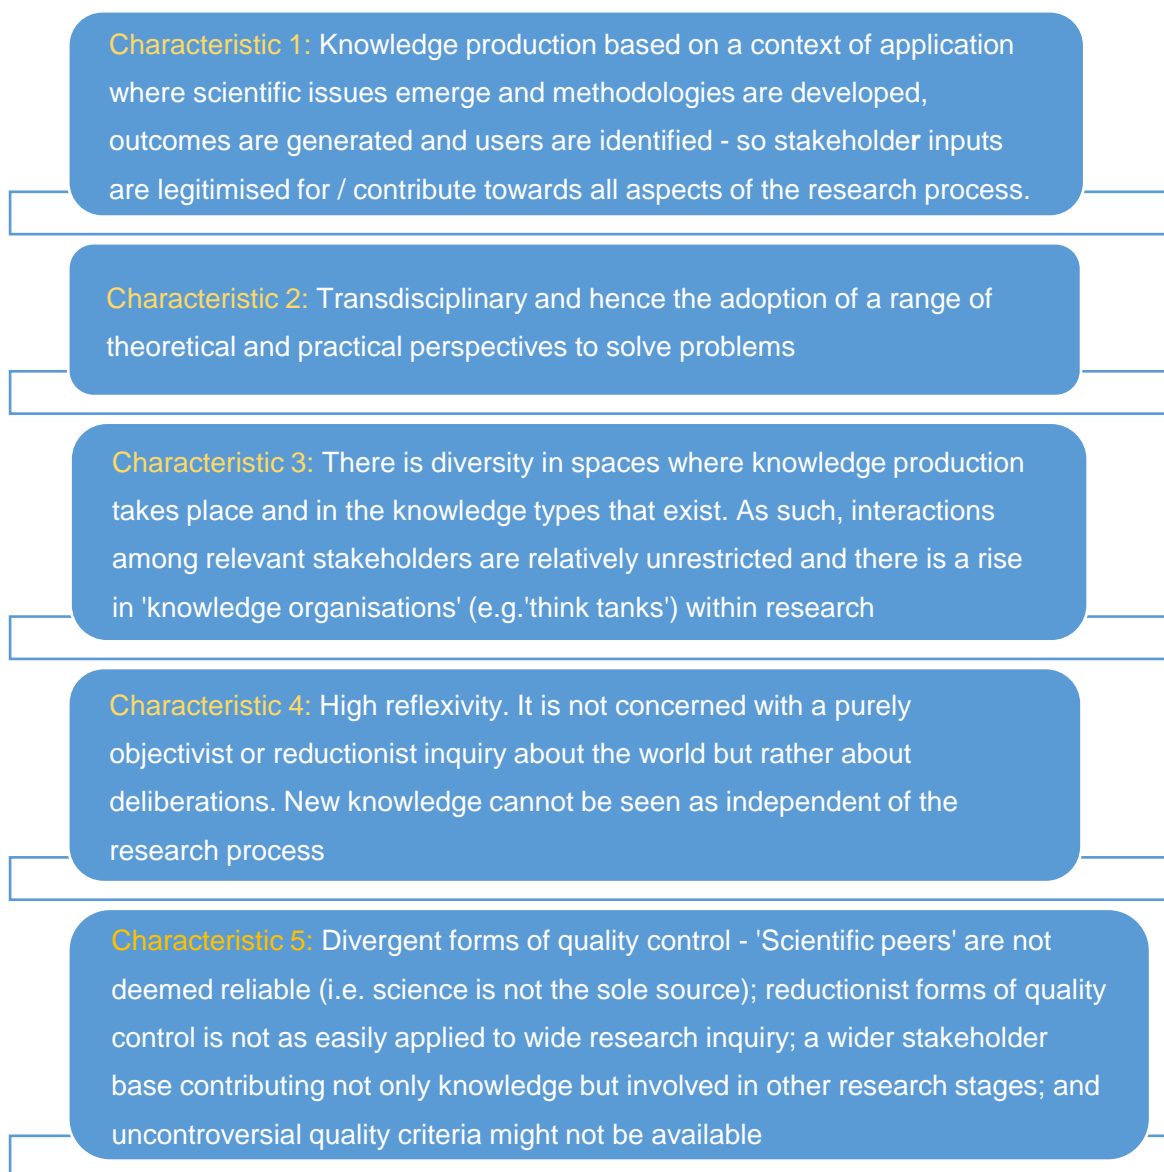 Characteristic 1: Knowledge production based on a context of application
where scientific issues emerge and methodologies are developed,
outcomes are generated and users are identified - so stakeholder inputs
are legitimised for / contribute towards all aspects of the research process.
Characteristic 2: Transdisciplinary and hence the adoption of a range of
theoretical and practical perspectives to solve problems
Characteristic 3: There is diversity in spaces where knowledge production
takes place and in the knowledge types that exist. As such, interactions
among relevant stakeholders are relatively unrestricted and there is a rise
in 'knowledge organisations' (e.g.'think tanks') within research
Characteristic 4: High reflexivity. It is not concerned with a purely
objectivist or reductionist inquiry about the world but rather about
deliberations. New knowledge cannot be seen as independent of the
research process
Characteristic 5: Divergent forms of quality control - 'Scientific peers' are not
deemed reliable (i.e. science is not the sole source); reductionist forms of quality
control is not as easily applied to wide research inquiry; a wider stakeholder
base contributing not only knowledge but involved in other research stages; and
uncontroversial quality criteria might not be available